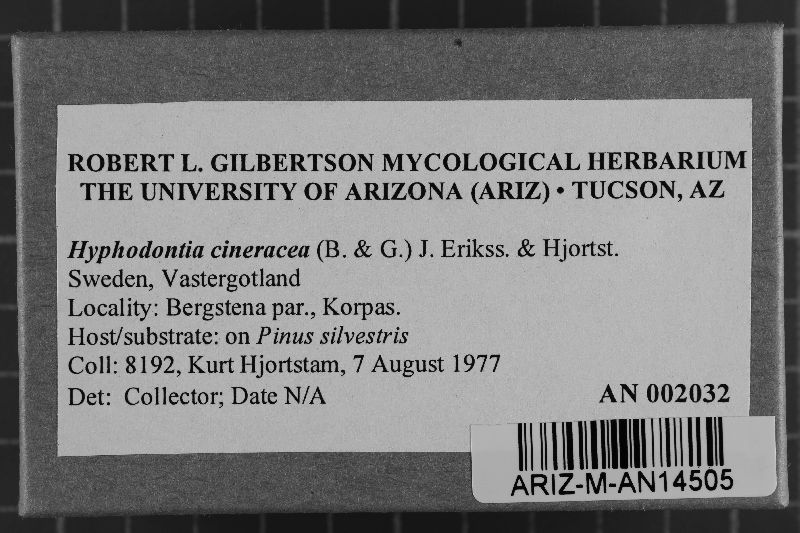 ROBERT L. GILBERTSON MYCOLOGICAL HERBARIUM
THE UNIVERSITY OF ARIZONA (ARIZ) • TUCSON, AZ
Hyphodontia cineracea (B. & G.) J. Erikss. & Hjortst.
Sweden, Vastergotland
Locality: Bergstena par., Korpas.
Host/substrate: on Pinus silvestris
Coll: 8192, Kurt Hjortstam, 7 August 1977
Det: Collector; Date N/A
AN 002032
ARIZ-M-AN14505